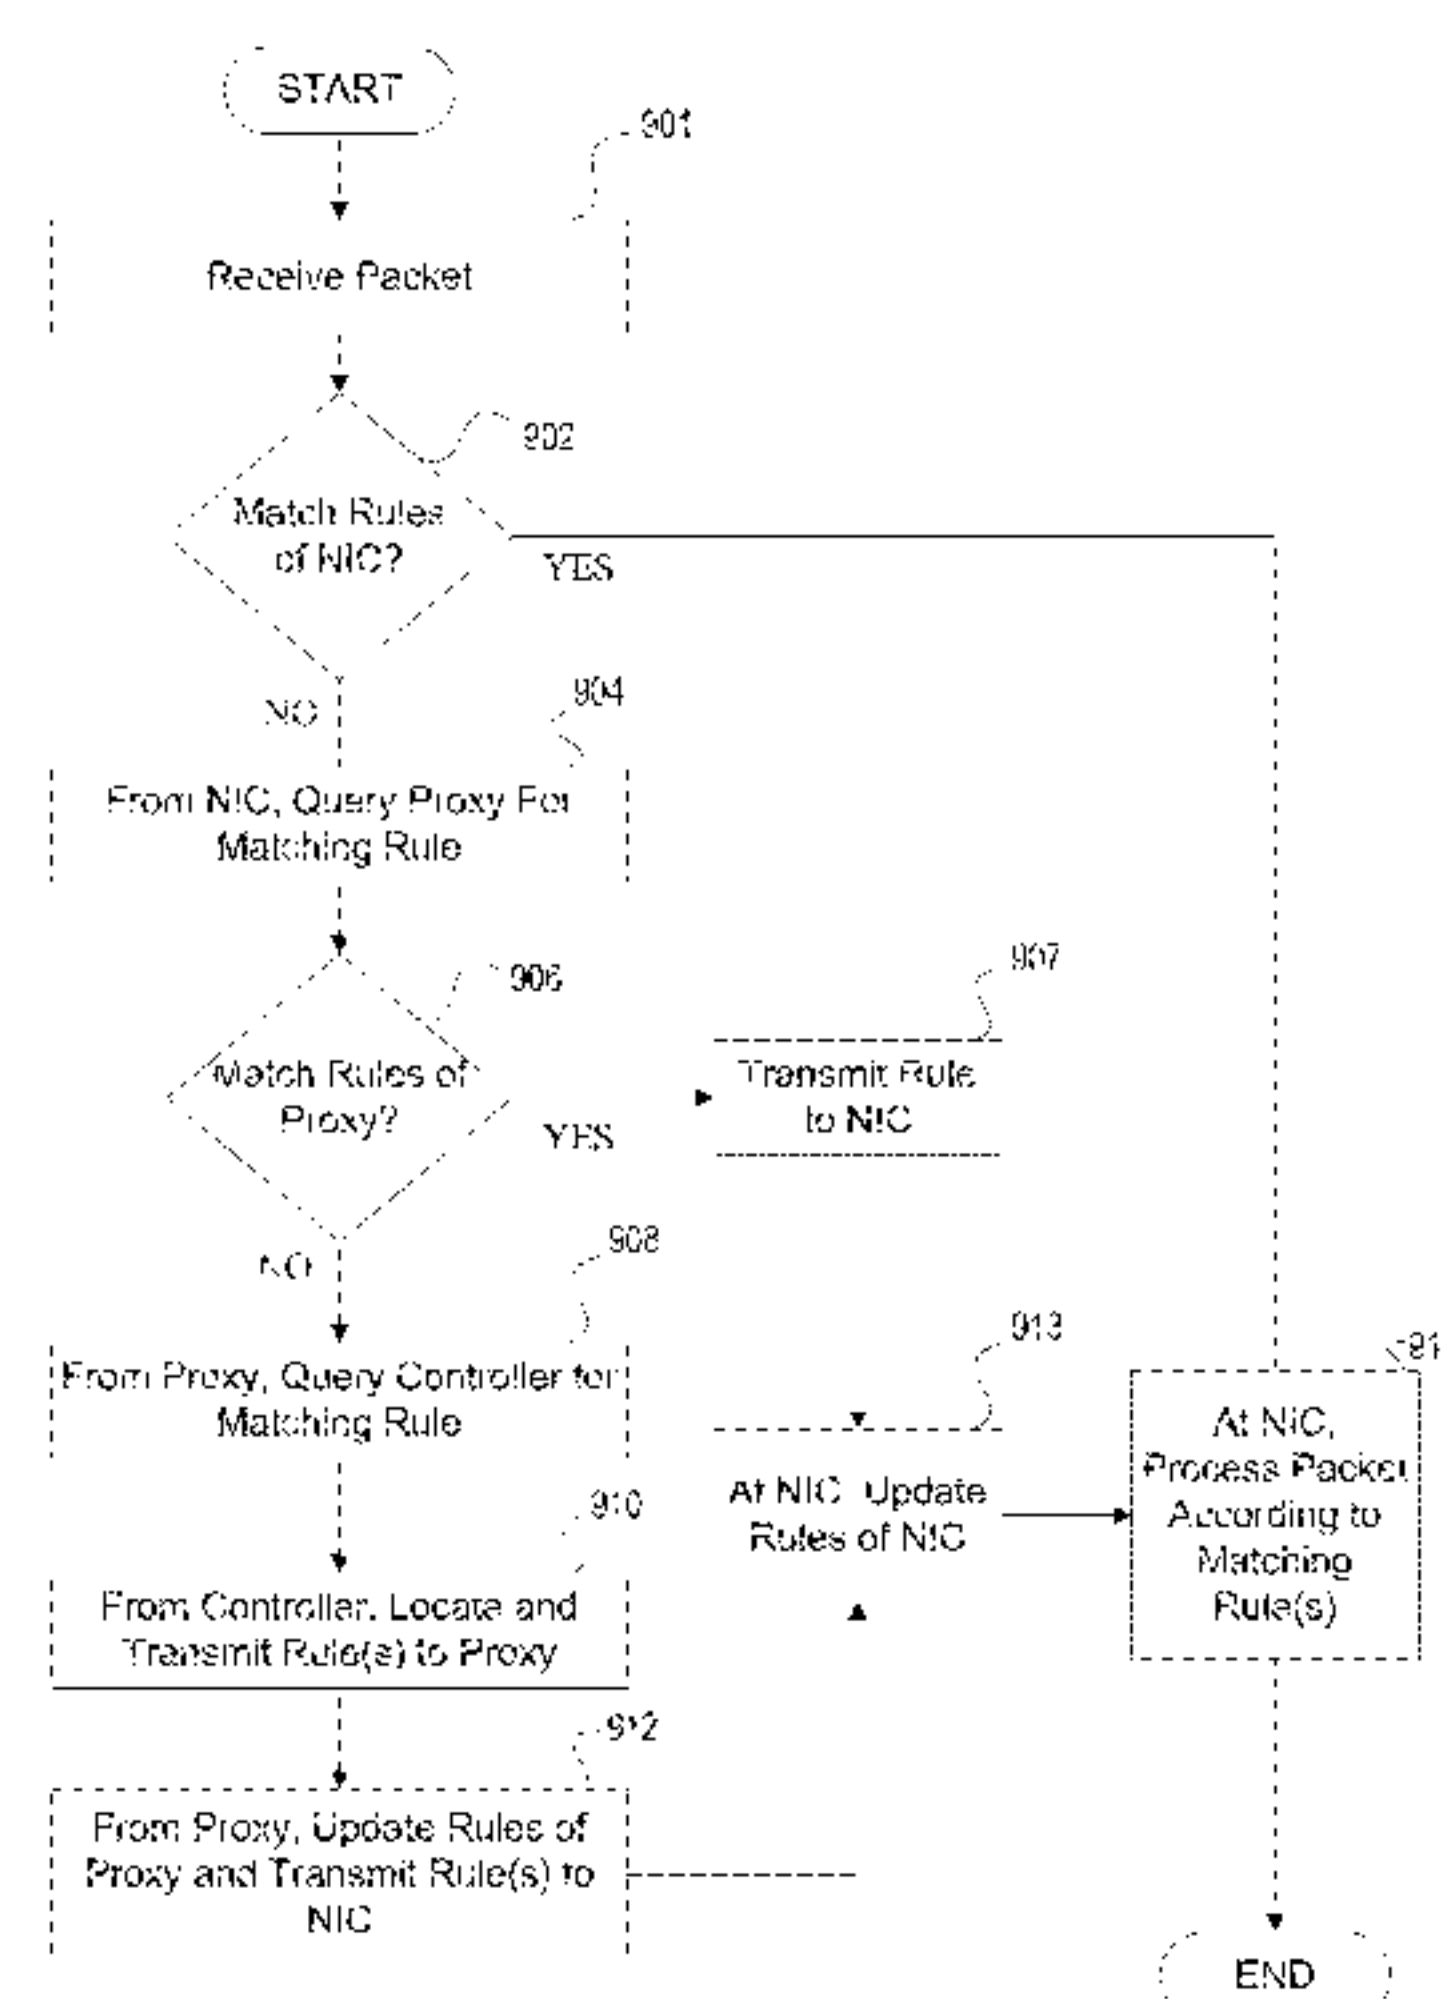 START
901
Receive Packet
902
Match Rules
of NIC?
YES
NO
904
From NIC, Query Proxy For
Matching Rule
906
907
Match Rules of
Proxy?
YES
Transmit Rule
to NIC
NO
908
From Proxy, Query Controller for
Matching Rule
913
91
At NIC, Update
Rules of NIC
At NIC,
Process Packet
According to
Matching
Rule(s)
910
From Controller, Locate and
Transmit Rule(s) to Proxy
912
From Proxy, Update Rules of
Proxy and Transmit Rule(s) to
NIC
END